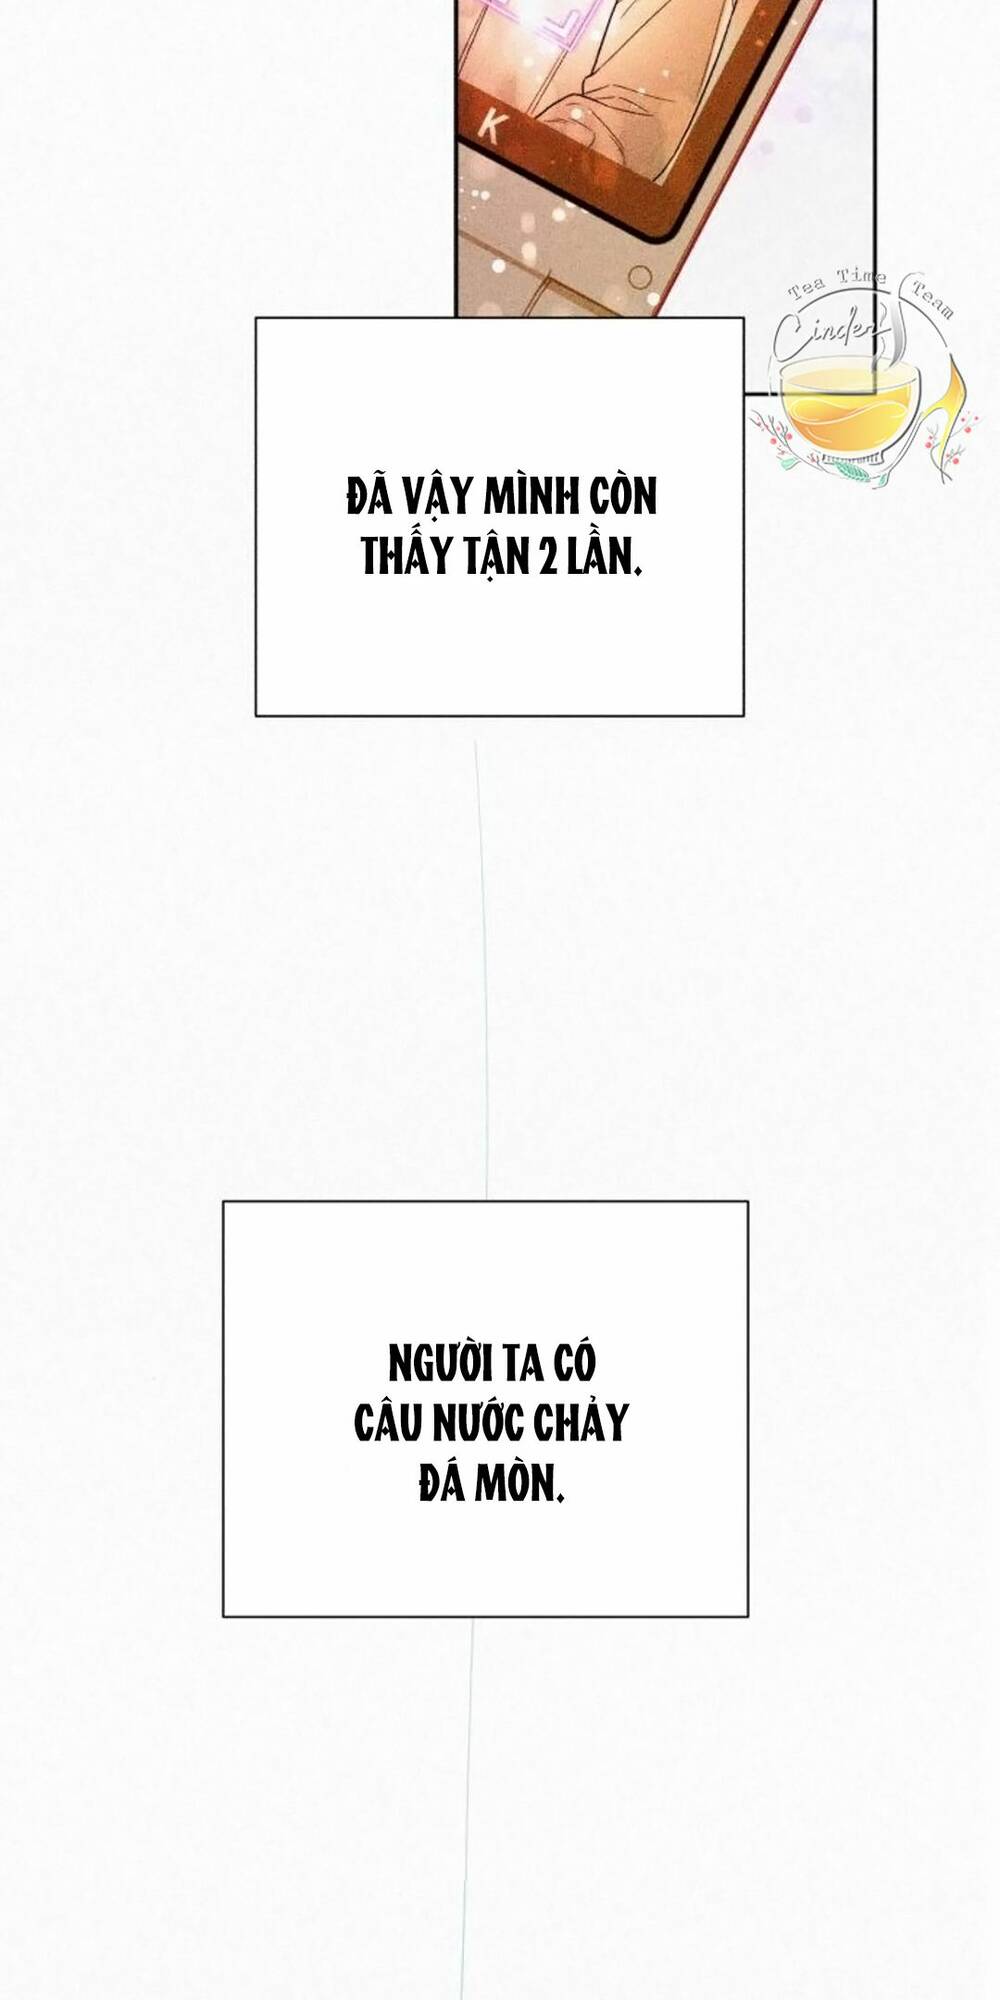 K
Tea Time Team
Cinder
ĐÃ VẬY MÌNH CÒN
THẤY TẬN 2 LẦN.
NGƯỜI TA CÓ
CÂU NƯỚC CHẢY
ĐÁ MÒN.